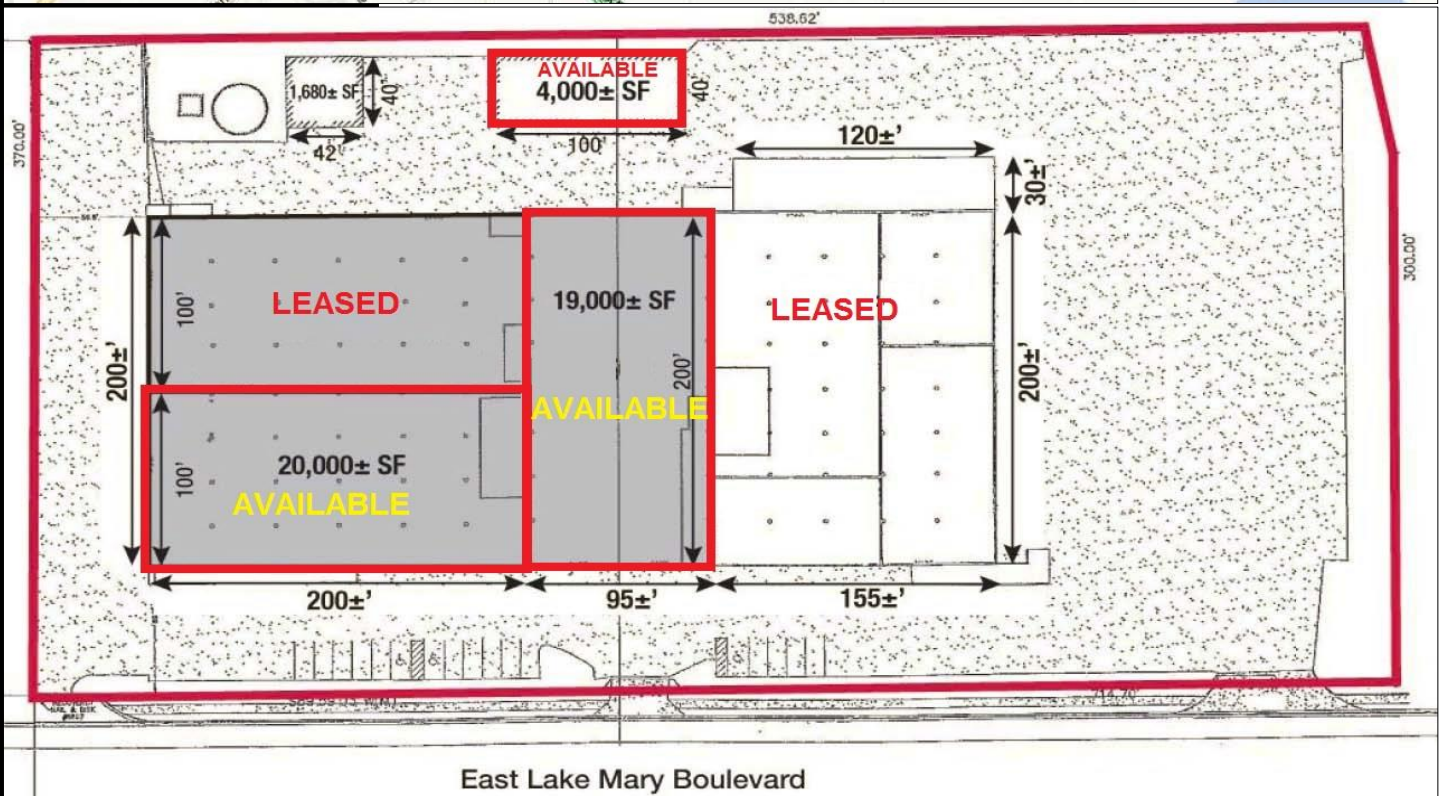 538.62'
370.00'
1,680± SF
40'
42'
AVAILABLE
4,000± SF
40'
100'
120±'
30±'
300.00'
200±'
100'
LEASED
19,000± SF
200'
AVAILABLE
LEASED
200±'
100'
20,000± SF
AVAILABLE
200±'
95±'
155±'
East Lake Mary Boulevard